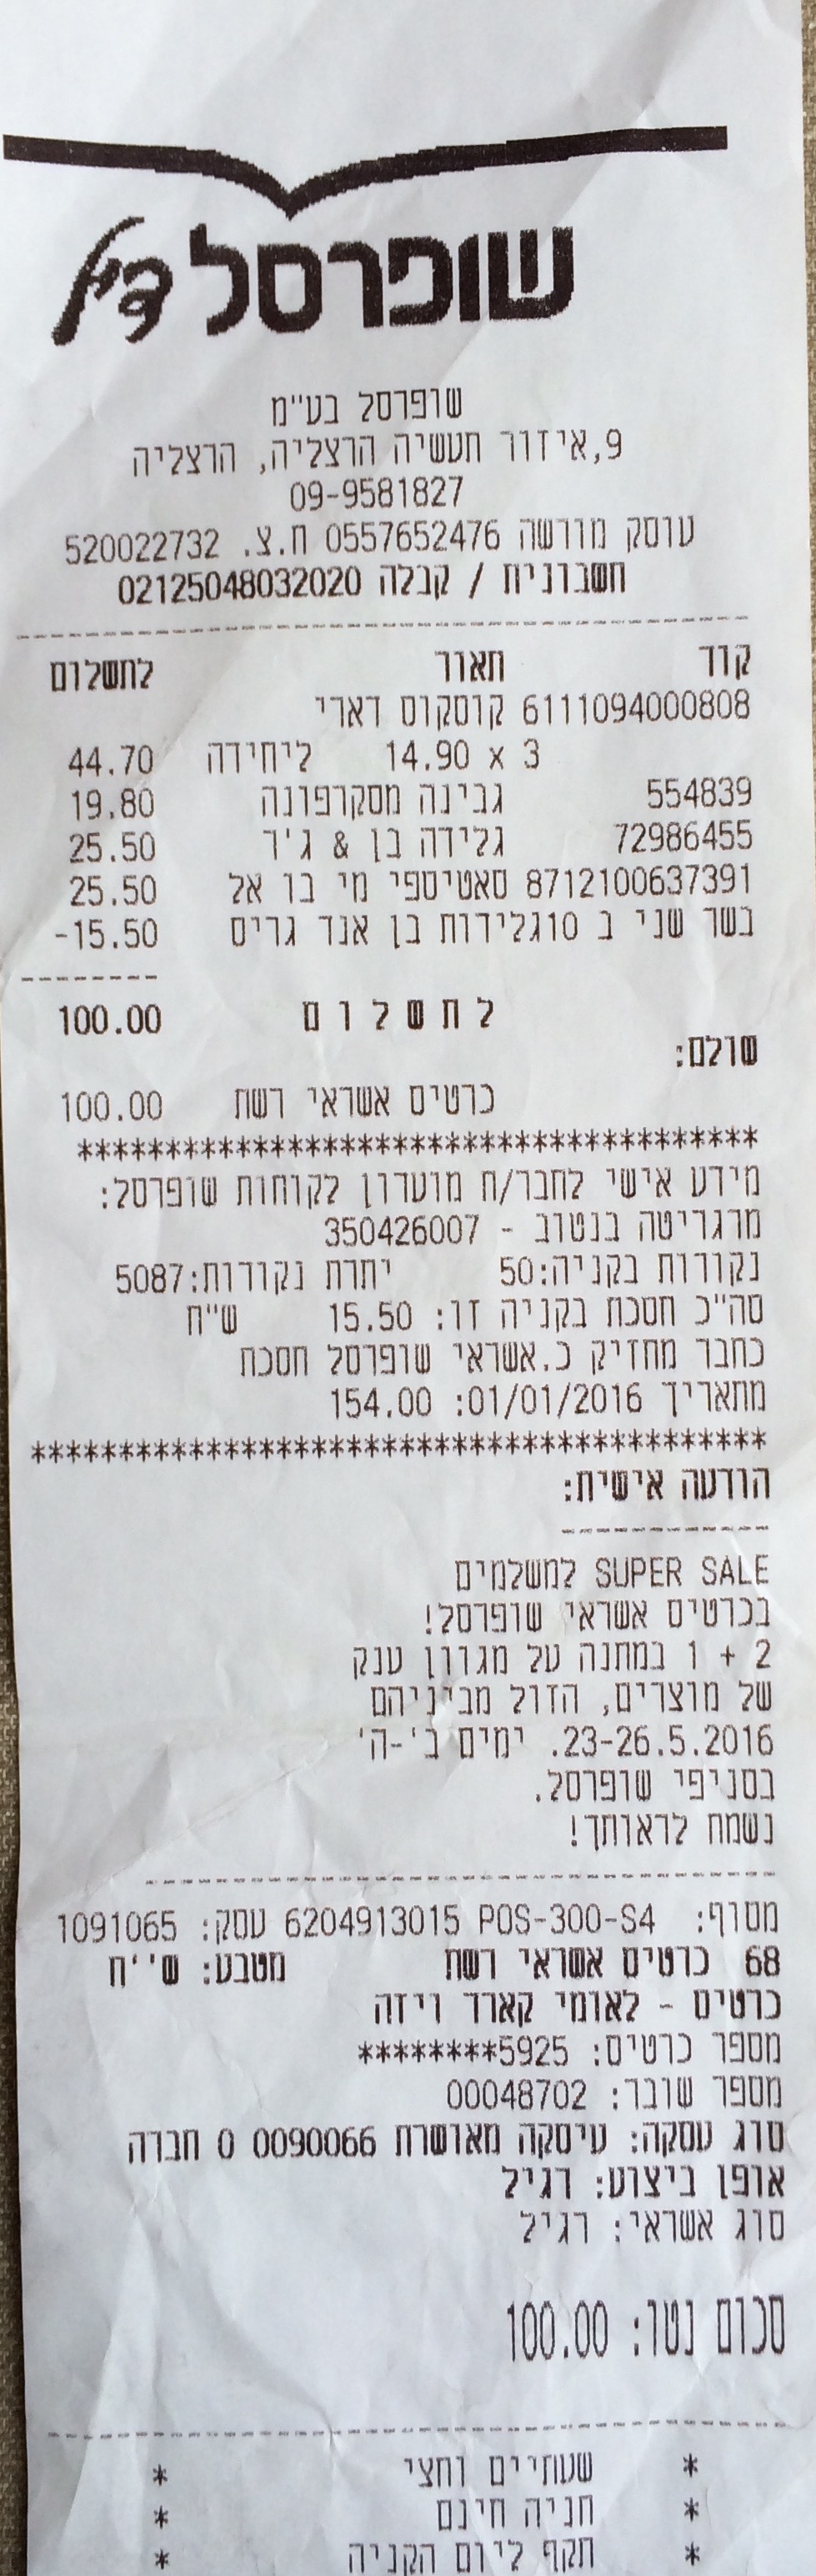 שופרסל דיל
שופרסל בע"מ
9,איזור תעשיה הרצליה, הרצליה
09-9581827
עוסק מורשה 0557652476 ח.צ. 520022732
חשבונית / קבלה 02125048032020
קוד תאור לתשלום
6111094000808 קוסקוס דארי
3 x 14.90 ליחידה 44.70
554839 גבינה מסקרפונה 19.80
72986455 גלידה בן & ג'ר 25.50
8712100637391 סאטיספי מי בו אל 25.50
בשר שני ב 10גלידות בן אנד גריס -15.50
לתשלום 100.00
שולם:
כרטיס אשראי רשת 100.00
***************************************
מידע אישי לחבר/ת מועדון לקוחות שופרסל:
מרגריטה בנטוב - 350426007
נקודות בקניה:50 יתרת נקודות:5087
סה"כ חסכת בקניה זו: 15.50 ש"ח
כחבר מחזיק כ.אשראי שופרסל חסכת
מתאריך 01/01/2016: 154.00
******************************************
הודעה אישית:
SUPER SALE למשלמים
בכרטיס אשראי שופרסל!
2 + 1 במתנה על מגוון ענק
של מוצרים, הזול מביניהם
23-26.5.2016. ימים ב'-ה'
בסניפי שופרסל.
נשמח לראותך!
מסוף: 6204913015 POS-300-S4 עסק: 1091065
68 כרטיס אשראי רשת מטבע: ש''ח
כרטיס - לאומי קארד ויזה
מספר כרטיס: 5925********
מספר שובר: 00048702
סוג עסקה: עיסקה מאושרת 0090066 0 חברה
אופן ביצוע: רגיל
סוג אשראי: רגיל
סכום נטו: 100.00
* שעתיים וחצי *
* חניה חינם *
* תקף ליום הקניה *